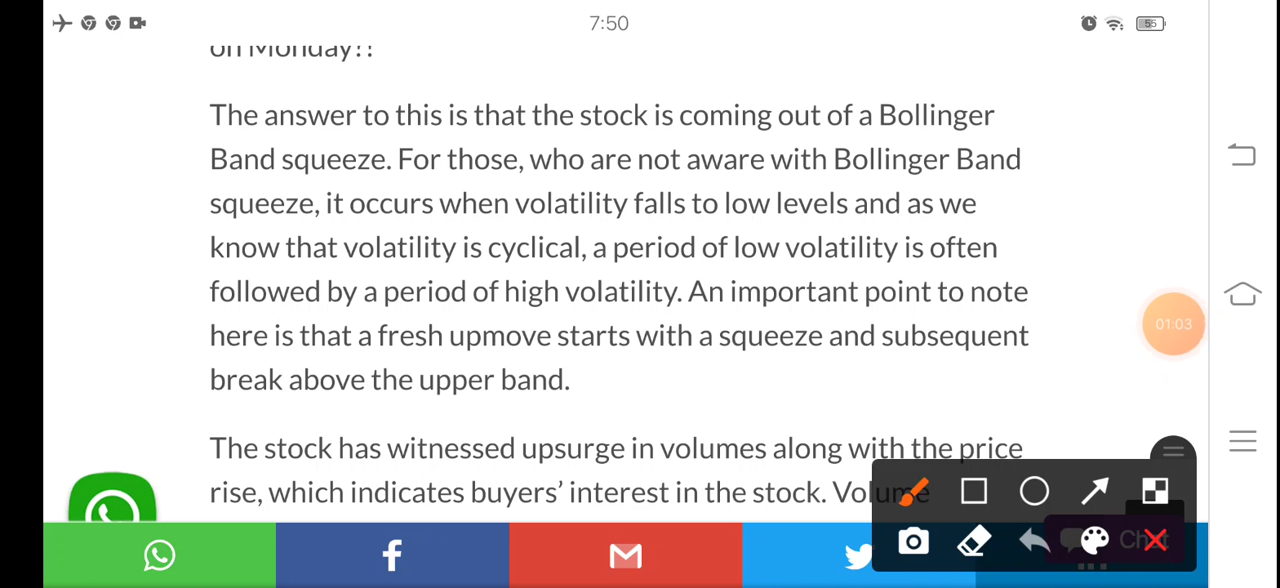 7:50
55
on Monday!!
The answer to this is that the stock is coming out of a Bollinger
Band squeeze. For those, who are not aware with Bollinger Band
squeeze, it occurs when volatility falls to low levels and as we
know that volatility is cyclical, a period of low volatility is often
followed by a period of high volatility. An important point to note
here is that a fresh upmove starts with a squeeze and subsequent
break above the upper band.
01:03
The stock has witnessed upsurge in volumes along with the price
rise, which indicates buyers’ interest in the stock. Volume
Chat